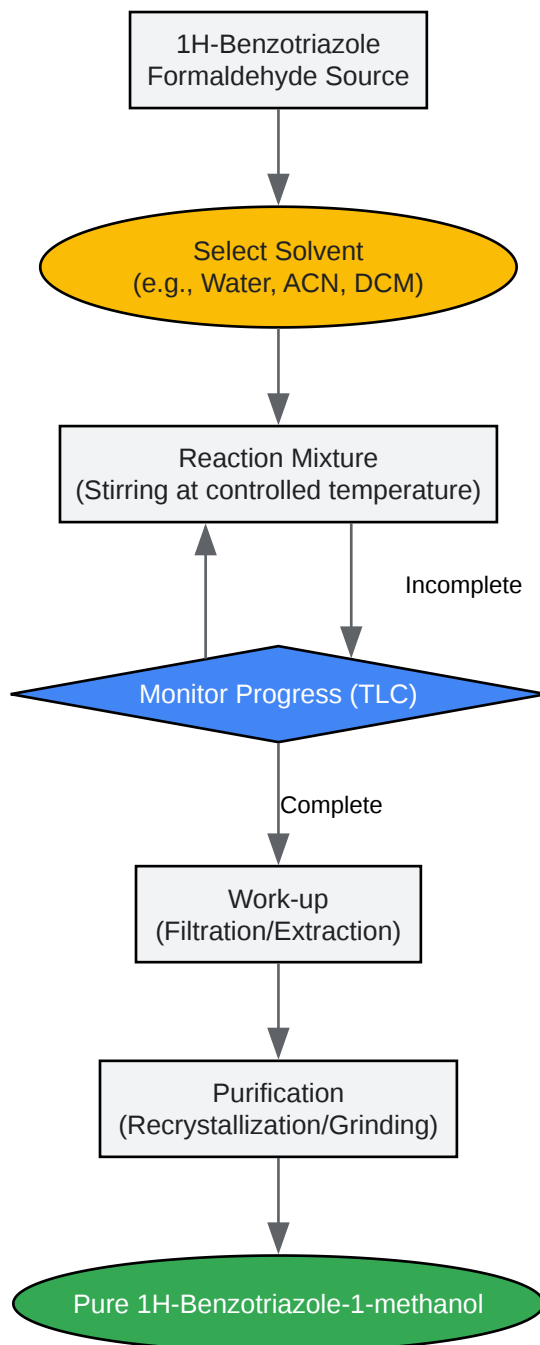 1H-Benzotriazole
Formaldehyde Source
Select Solvent
(e.g., Water, ACN, DCM)
Reaction Mixture
(Stirring at controlled temperature)
Incomplete
Monitor Progress (TLC)
Complete
Work-up
(Filtration/Extraction)
Purification
(Recrystallization/Grinding)
Pure 1H-Benzotriazole-1-methanol